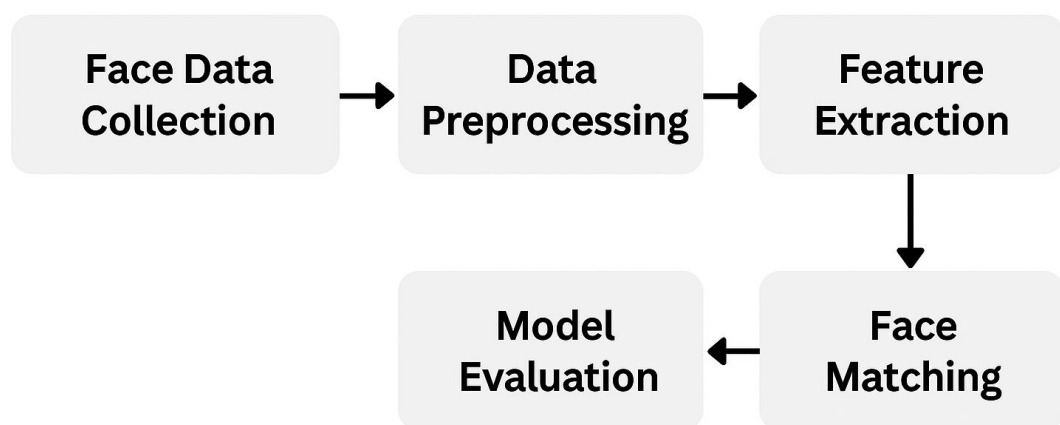 Face Data
Collection
Data
Preprocessing
Feature
Extraction
Face
Matching
Model
Evaluation